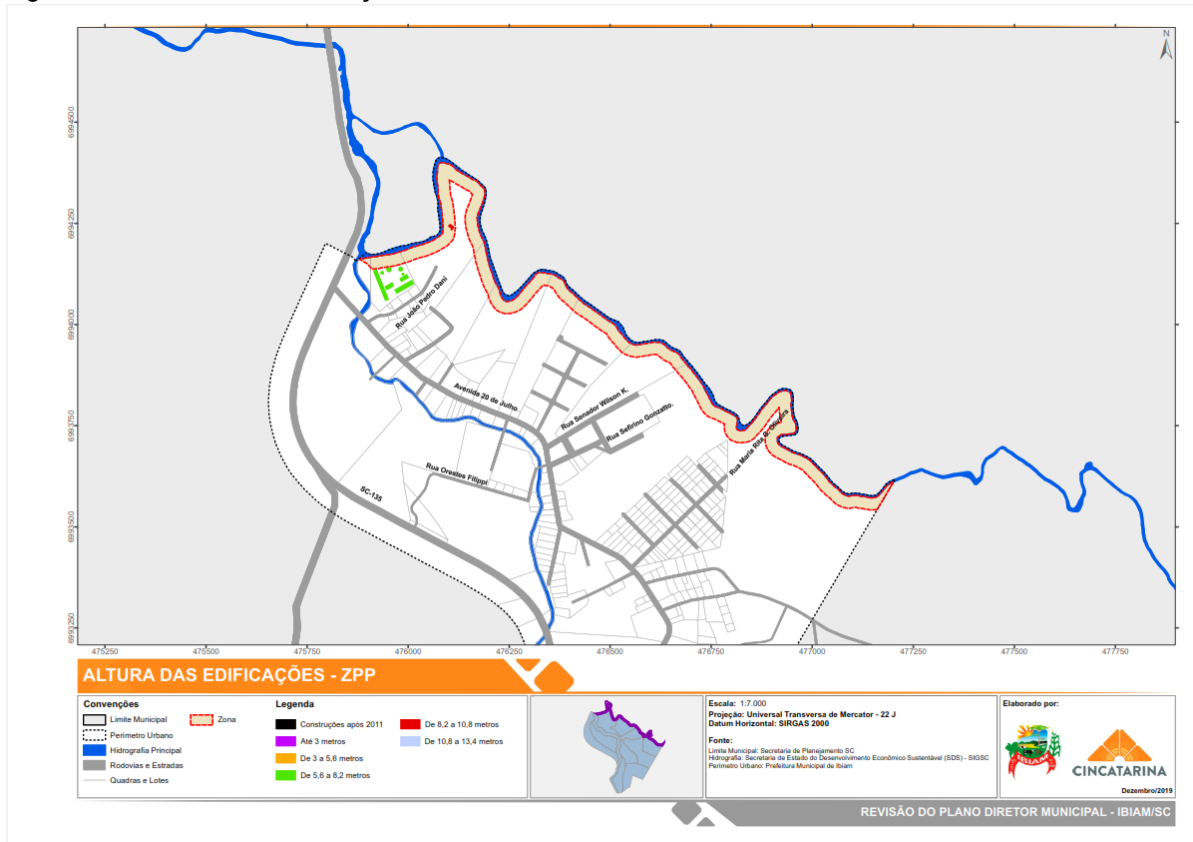 N
6994500
6994250
6994000
6993750
6993500
6993250
Rua João Pedro Dani
Avenida 20 de Julho
Rua Senador Wilson K.
Rua Sefirino Gonzatto.
Rua Orestes Filippi
SC-135
475250 475500 475750 476000 476250 476500 476750 477000 477250 477500 477750
ALTURA DAS EDIFICAÇÕES - ZPP
Convenções
Limite Municipal
Zona
Perímetro Urbano
Hidrografia Principal
Rodovias e Estradas
Quadras e Lotes
Legenda
Construções após 2011
Até 3 metros
De 3 a 5,6 metros
De 5,6 a 8,2 metros
De 8,2 a 10,8 metros
De 10,8 a 13,4 metros
Escala: 1:7.000
Projeção: Universal Transversa de Mercator - 22 J
Datum Horizontal: SIRGAS 2000
Fonte:
Limite Municipal: Secretaria de Planejamento SC
Hidrografia: Secretaria de Estado do Desenvolvimento Econômico Sustentável (SDS) - SIGSC
Perímetro Urbano: Prefeitura Municipal de Ibiam
Elaborado por:
IBIAM
CINCATARINA
Dezembro/2019
REVISÃO DO PLANO DIRETOR MUNICIPAL - IBIAM/SC